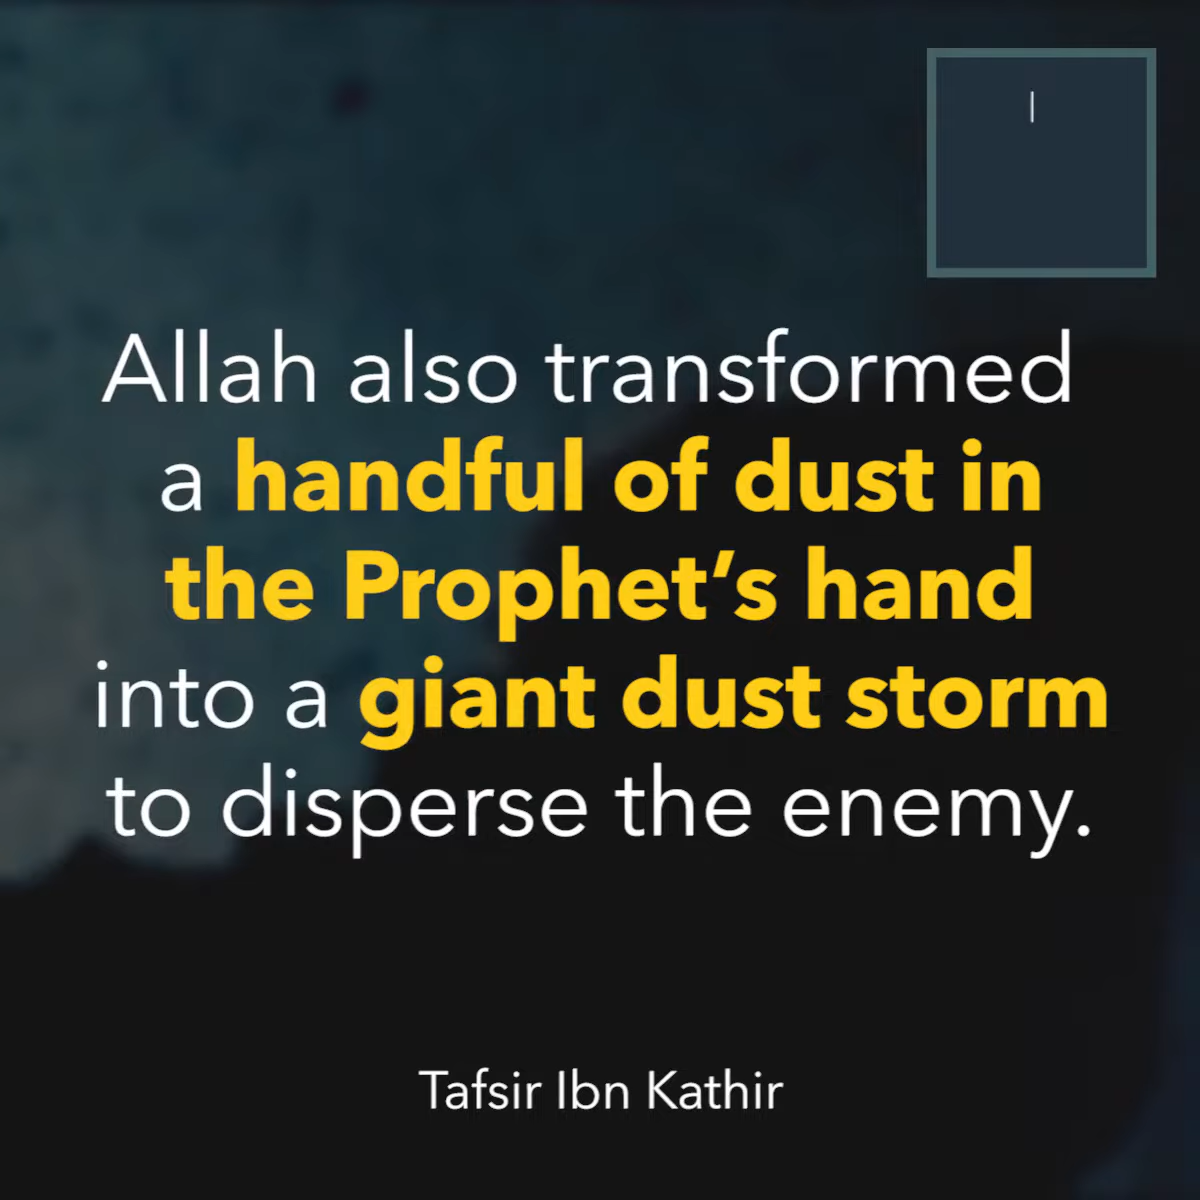 Allah also transformed
a handful of dust in
the Prophet’s hand
into a giant dust storm
to disperse the enemy.
Tafsir Ibn Kathir